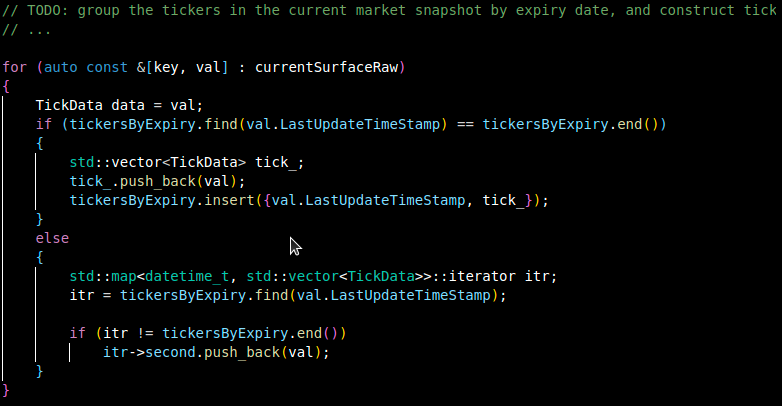 // TODO: group the tickers in the current market snapshot by expiry date, and construct tick
// ...
for (auto const &[key, val] : currentSurfaceRaw)
{
    TickData data = val;
    if (tickersByExpiry.find(val.LastUpdateTimeStamp) == tickersByExpiry.end())
    {
        std::vector<TickData> tick_;
        tick_.push_back(val);
        tickersByExpiry.insert({val.LastUpdateTimeStamp, tick_});
    }
    else
    {
        std::map<datetime_t, std::vector<TickData>>::iterator itr;
        itr = tickersByExpiry.find(val.LastUpdateTimeStamp);
        if (itr != tickersByExpiry.end())
            itr->second.push_back(val);
    }
}